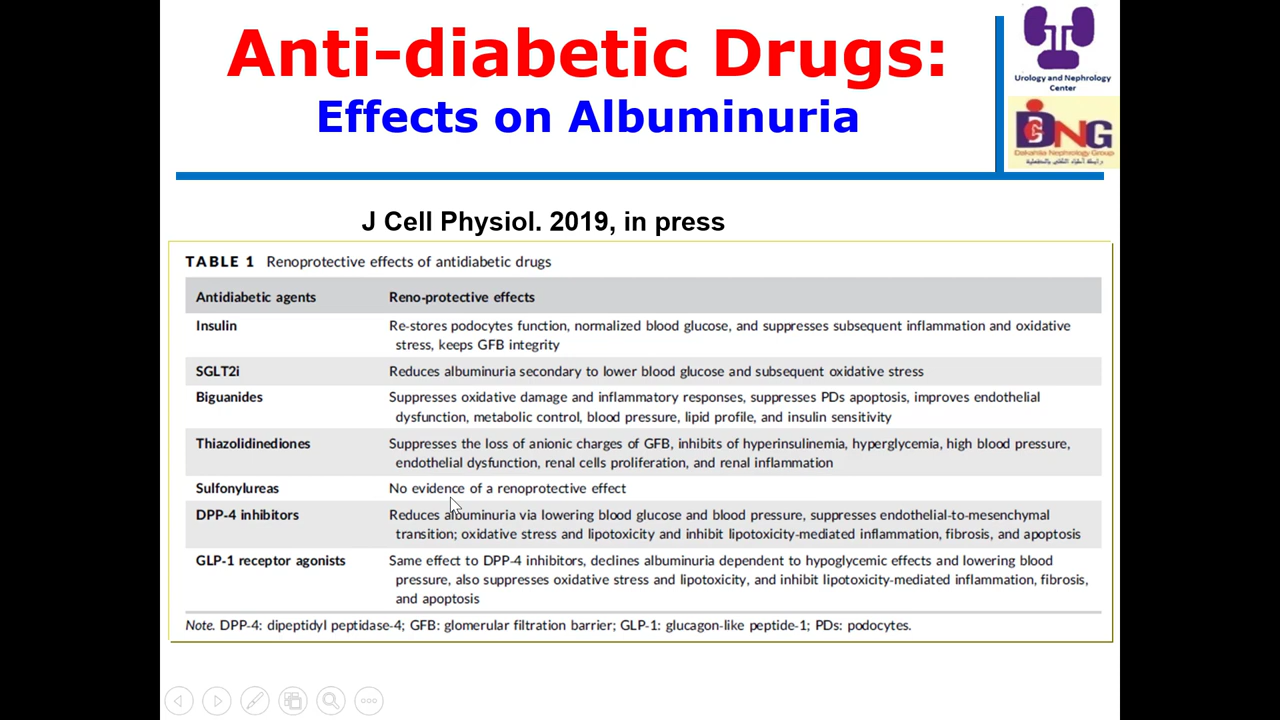 Anti-diabetic Drugs:
Effects on Albuminuria
Urology and Nephrology
Center
DNG
Dakahlia Nephrology Group
J Cell Physiol. 2019, in press
TABLE 1 Renoprotective effects of antidiabetic drugs
Antidiabetic agents Reno-protective effects
Insulin Re-stores podocytes function, normalized blood glucose, and suppresses subsequent inflammation and oxidative
stress, keeps GFB integrity
SGLT2i Reduces albuminuria secondary to lower blood glucose and subsequent oxidative stress
Biguanides Suppresses oxidative damage and inflammatory responses, suppresses PDs apoptosis, improves endothelial
dysfunction, metabolic control, blood pressure, lipid profile, and insulin sensitivity
Thiazolidinediones Suppresses the loss of anionic charges of GFB, inhibits of hyperinsulinemia, hyperglycemia, high blood pressure,
endothelial dysfunction, renal cells proliferation, and renal inflammation
Sulfonylureas No evidence of a renoprotective effect
DPP-4 inhibitors Reduces albuminuria via lowering blood glucose and blood pressure, suppresses endothelial-to-mesenchymal
transition; oxidative stress and lipotoxicity and inhibit lipotoxicity-mediated inflammation, fibrosis, and apoptosis
GLP-1 receptor agonists Same effect to DPP-4 inhibitors, declines albuminuria dependent to hypoglycemic effects and lowering blood
pressure, also suppresses oxidative stress and lipotoxicity, and inhibit lipotoxicity-mediated inflammation, fibrosis,
and apoptosis
Note. DPP-4: dipeptidyl peptidase-4; GFB: glomerular filtration barrier; GLP-1: glucagon-like peptide-1; PDs: podocytes.